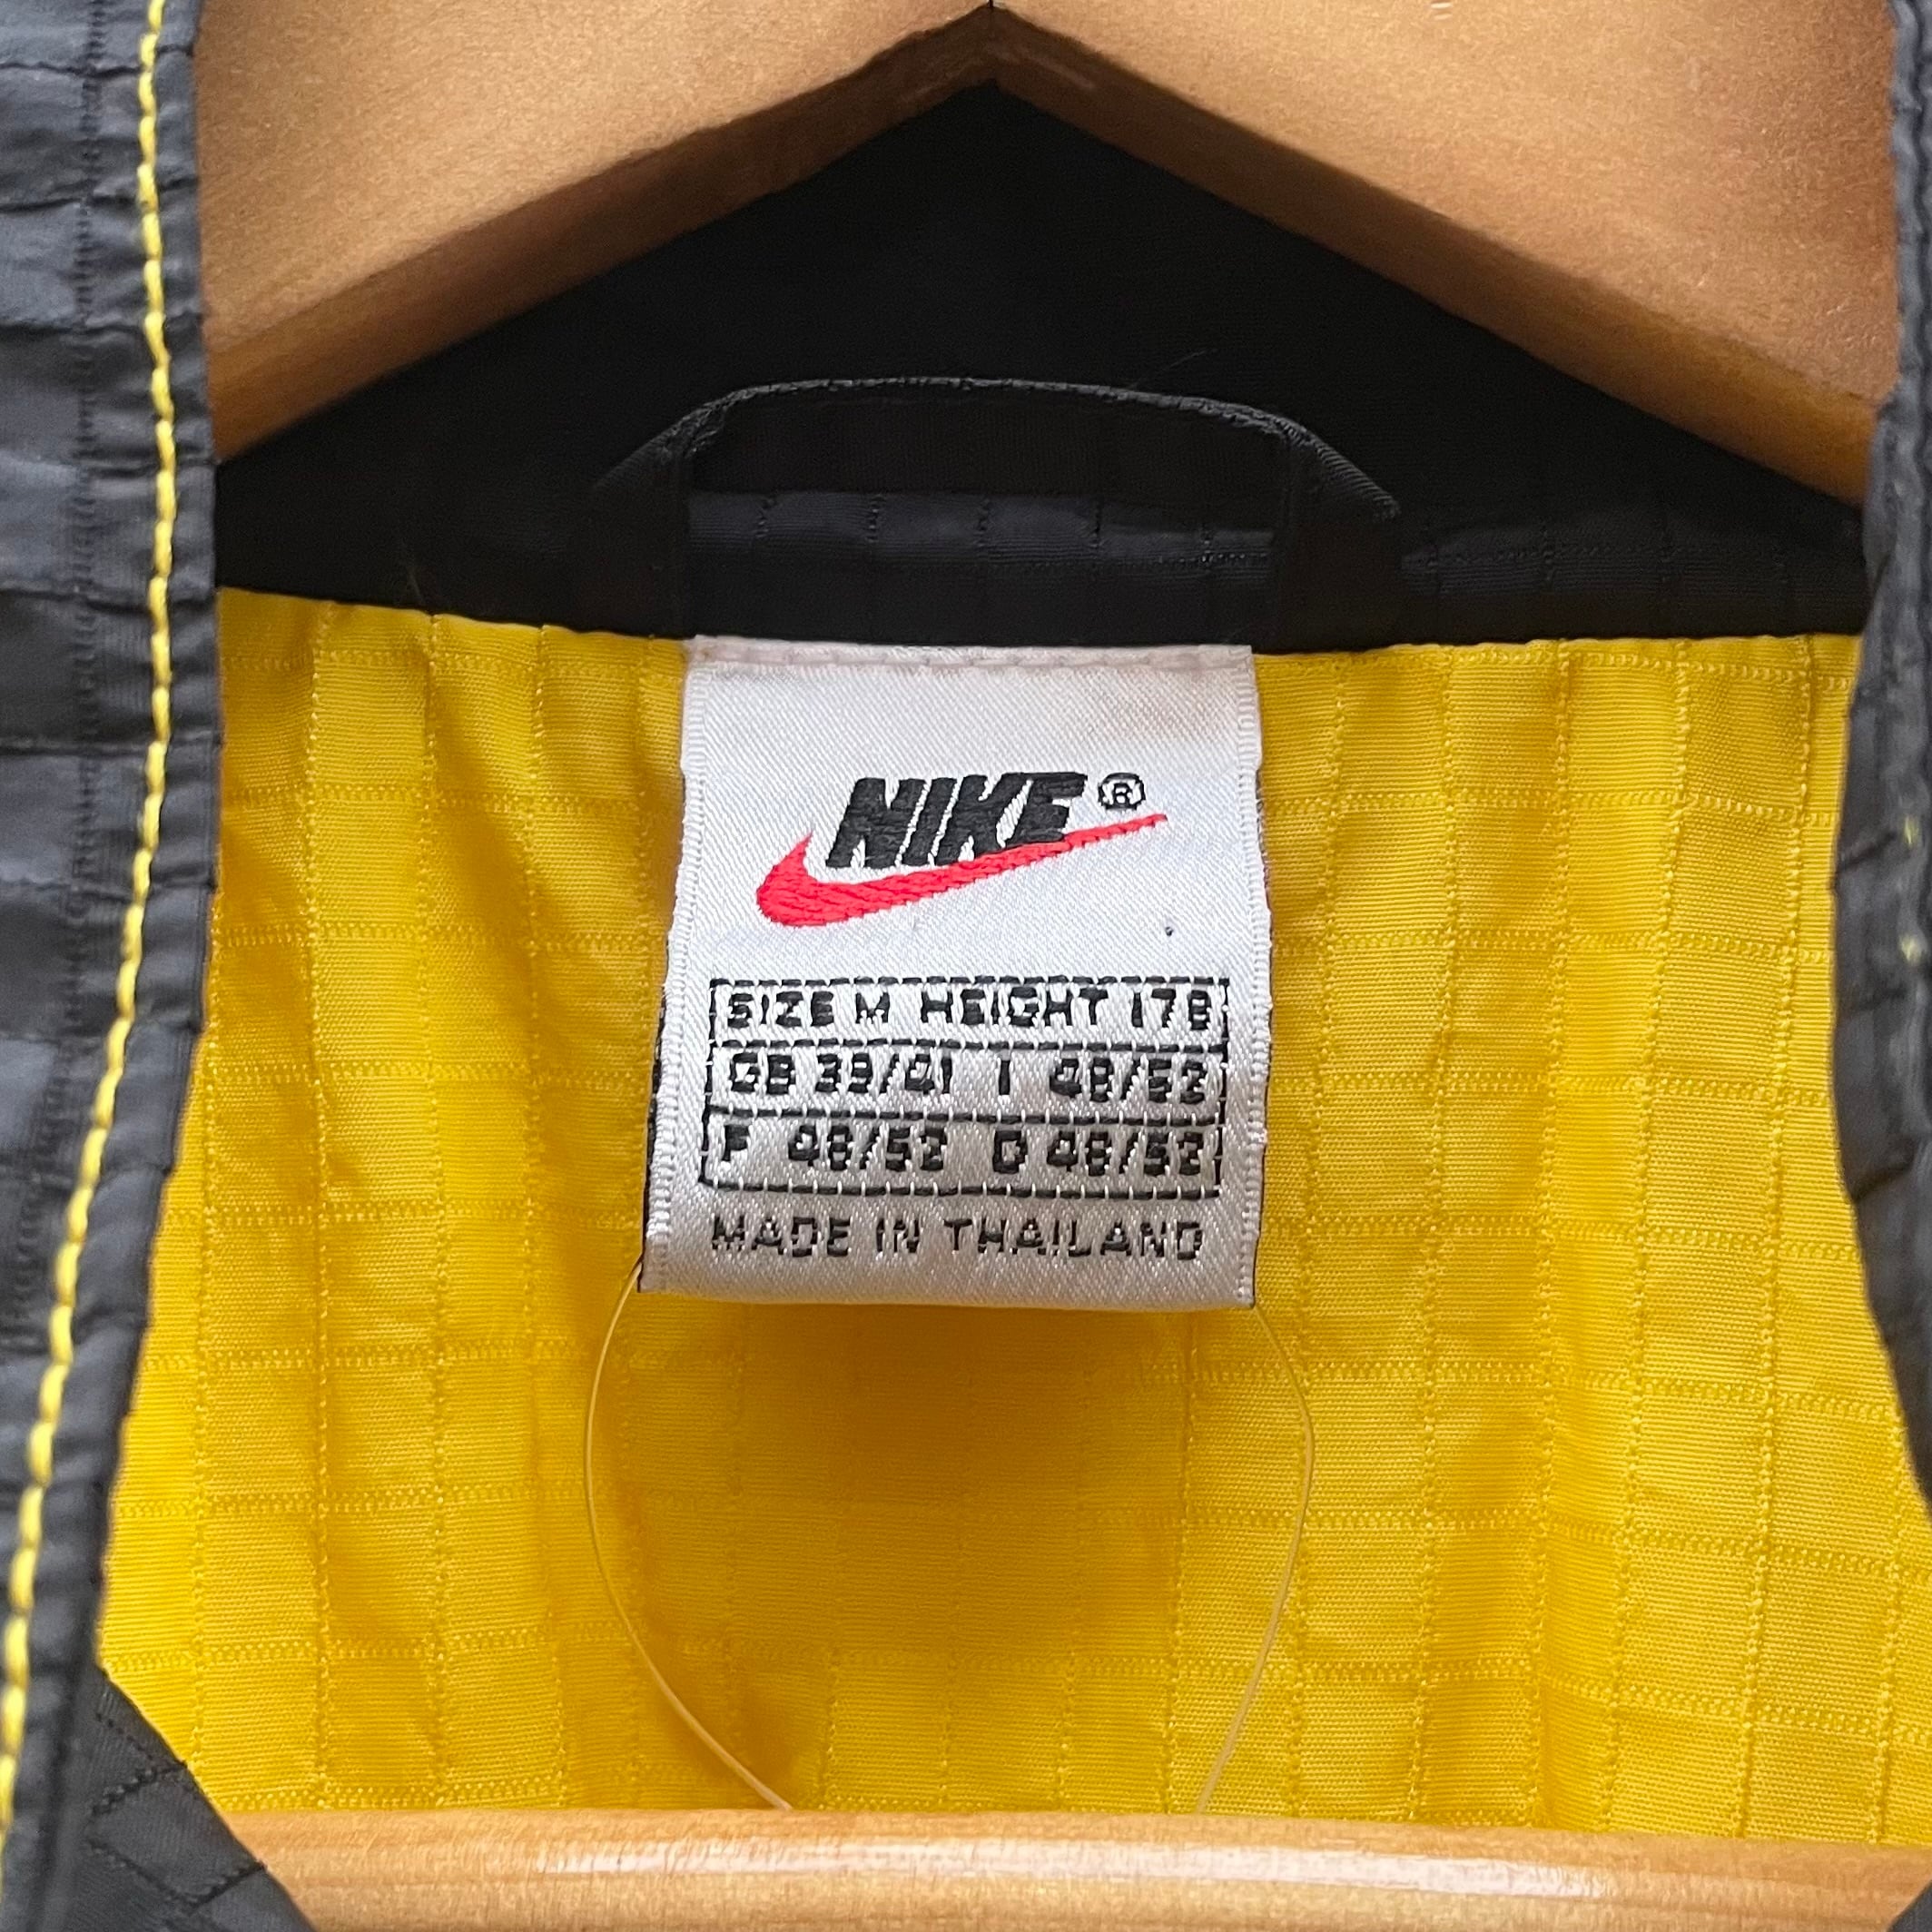 NIKE®
SIZE M HEIGHT 178
GB 39/41 I 48/52
F 48/52 D 48/52
MADE IN THAILAND